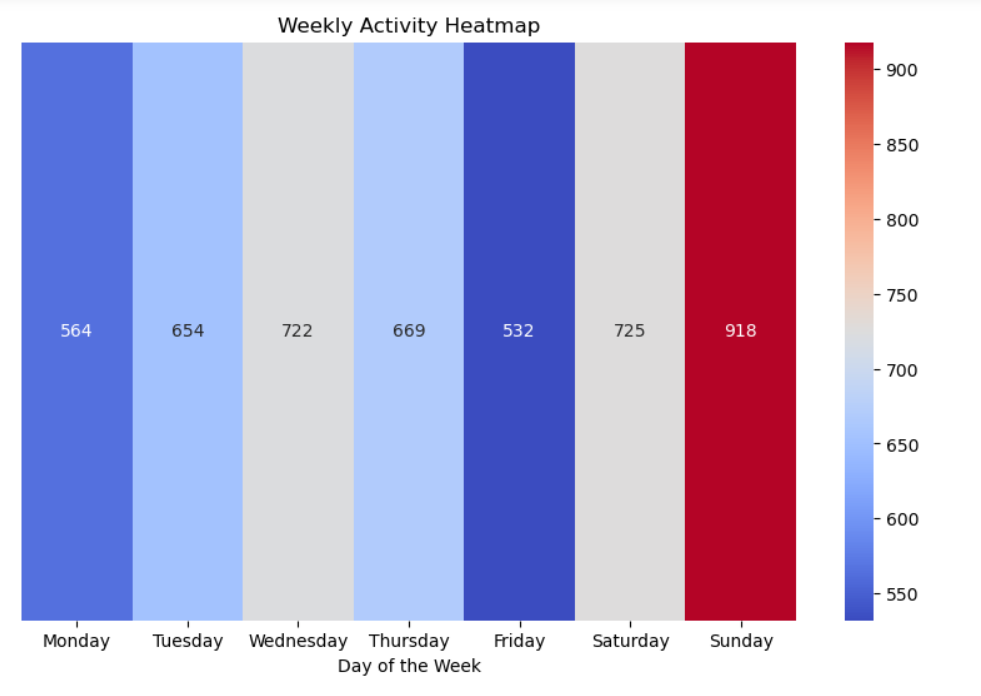 Weekly Activity Heatmap
900
850
800
750
700
650
600
550
564 654 722 669 532 725 918
Monday Tuesday Wednesday Thursday Friday Saturday Sunday
Day of the Week